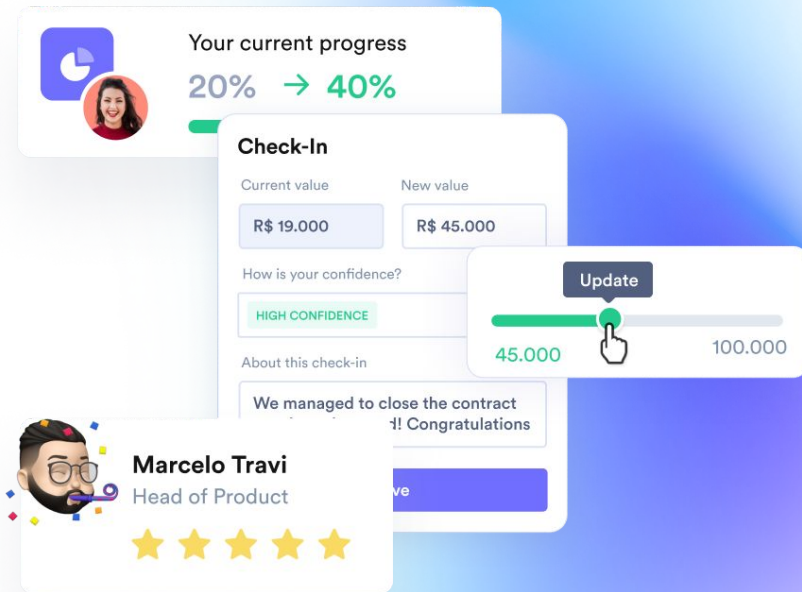 Your current progress
20% → 40%
Check-In
Current value
New value
R$ 19.000
R$ 45.000
How is your confidence?
HIGH CONFIDENCE
Update
45.000
100.000
About this check-in
We managed to close the contract
Congratulations
Marcelo Travi
Head of Product